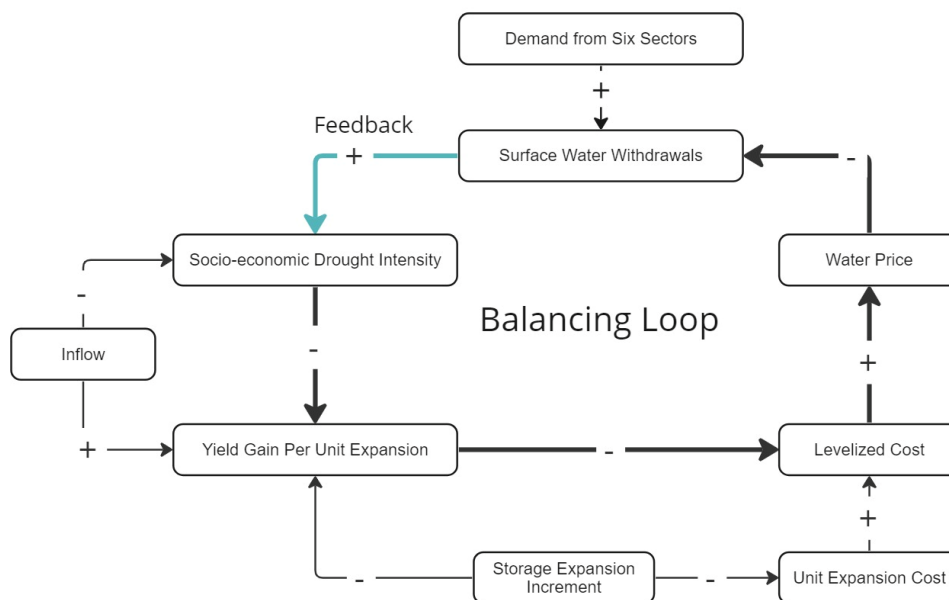 Demand from Six Sectors
+
Feedback
+
Surface Water Withdrawals
-
Socio-economic Drought Intensity
Water Price
-
Balancing Loop
Inflow
-
+
+
Yield Gain Per Unit Expansion
-
Levelized Cost
+
Storage Expansion
Increment
-
-
Unit Expansion Cost